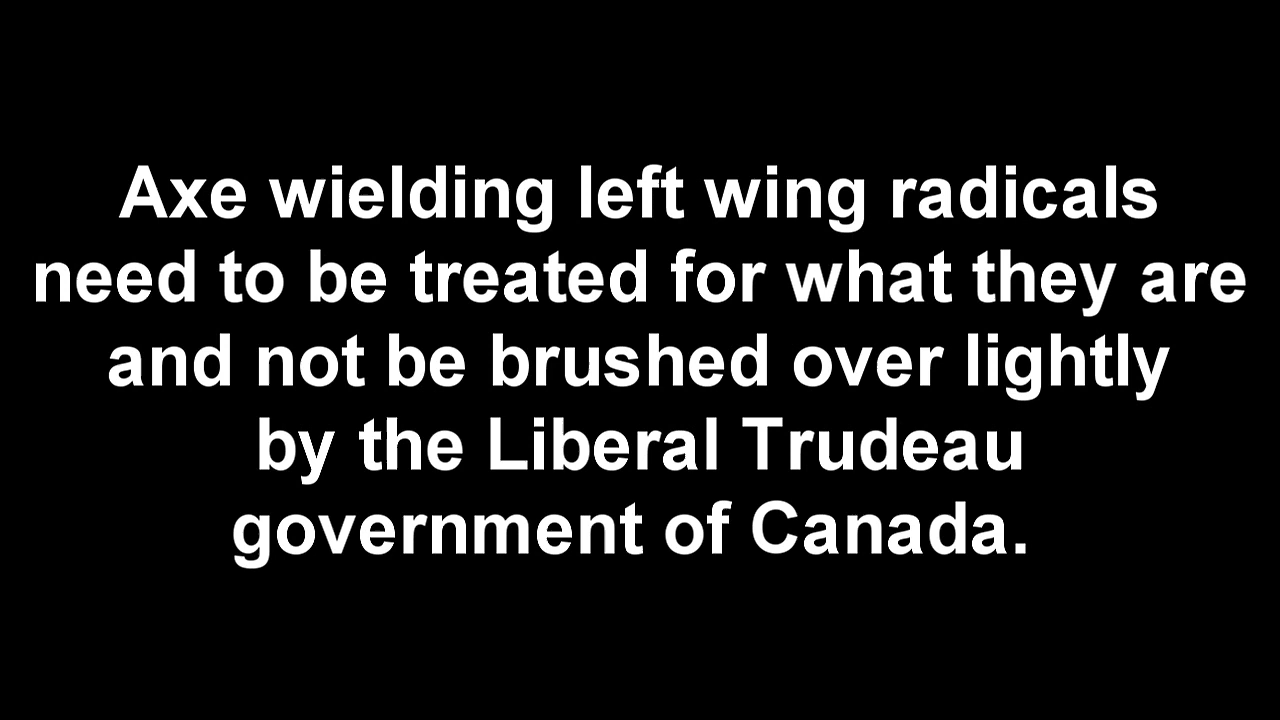 Axe wielding left wing radicals
need to be treated for what they are
and not be brushed over lightly
by the Liberal Trudeau
government of Canada.